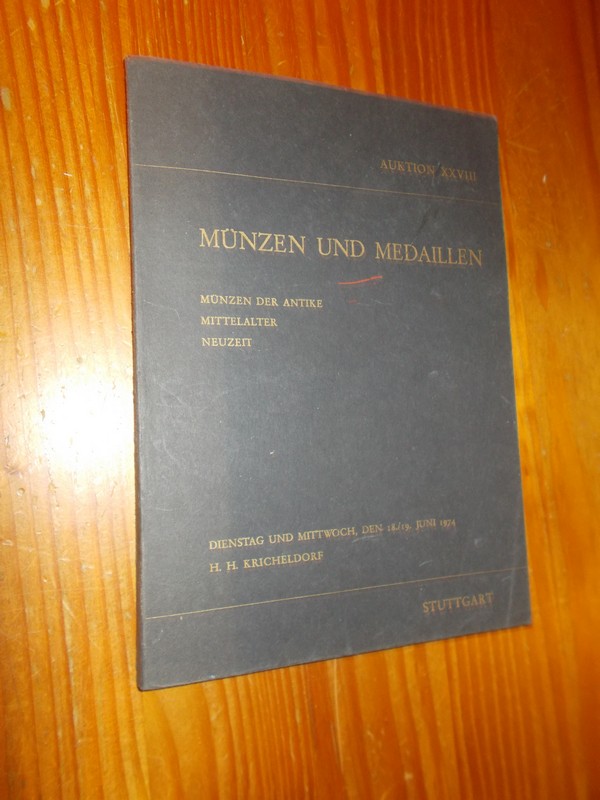 AUKTION XXVIII
MÜNZEN UND MEDAILLEN
MÜNZEN DER ANTIKE
MITTELALTER
NEUZEIT
DIENSTAG UND MITTWOCH, DEN 18./19. JUNI 1974
H. H. KRICHELDORF
STUTTGART